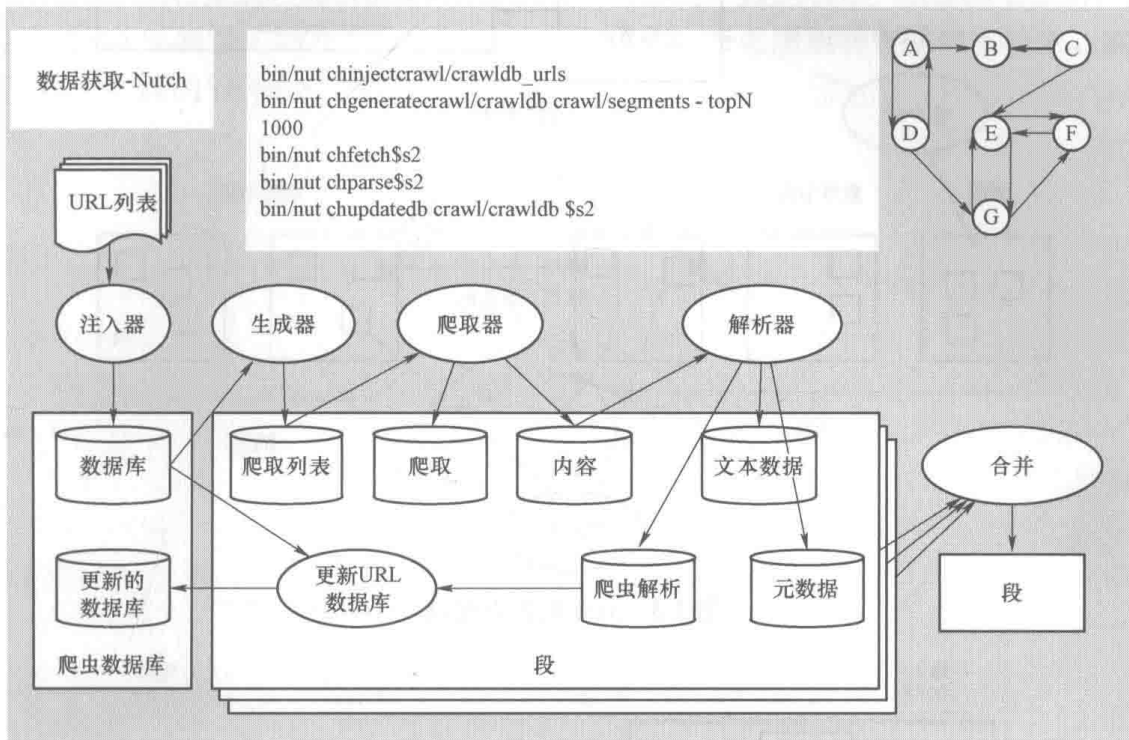 数据获取-Nutch
bin/nut chinjectcrawl/crawldb_urls
bin/nut chgeneratecrawl/crawldb crawl/segments - topN
1000
bin/nut chfetch$s2
bin/nut chparse$s2
bin/nut chupdatedb crawl/crawldb $s2
A
B
C
D
E
F
G
URL列表
注入器
生成器
爬取器
解析器
数据库
爬取列表
爬取
内容
文本数据
合并
更新的
数据库
更新URL
数据库
爬虫解析
元数据
段
爬虫数据库
段